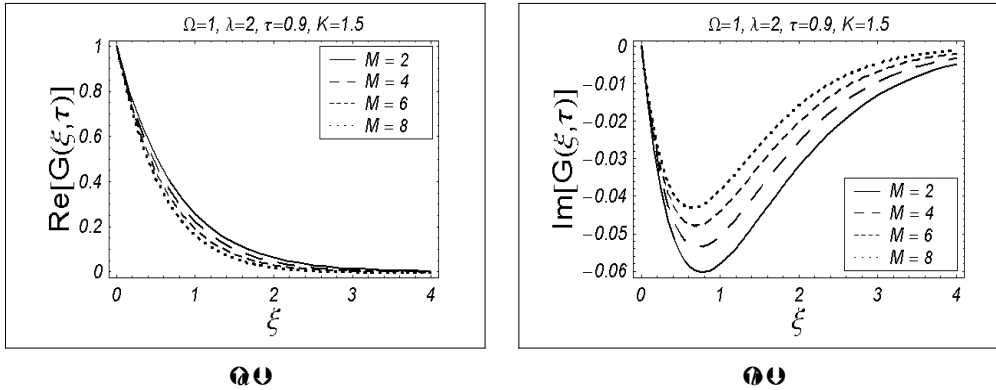 Ω=1, λ=2, τ=0.9, K=1.5
Re[G(ξ,τ)]
1
0.8
0.6
0.4
0.2
0
M = 2
M = 4
M = 6
M = 8
0 1 2 3 4
ξ
Ω=1, λ=2, τ=0.9, K=1.5
Im[G(ξ,τ)]
0
−0.01
−0.02
−0.03
−0.04
−0.05
−0.06
M = 2
M = 4
M = 6
M = 8
0 1 2 3 4
ξ